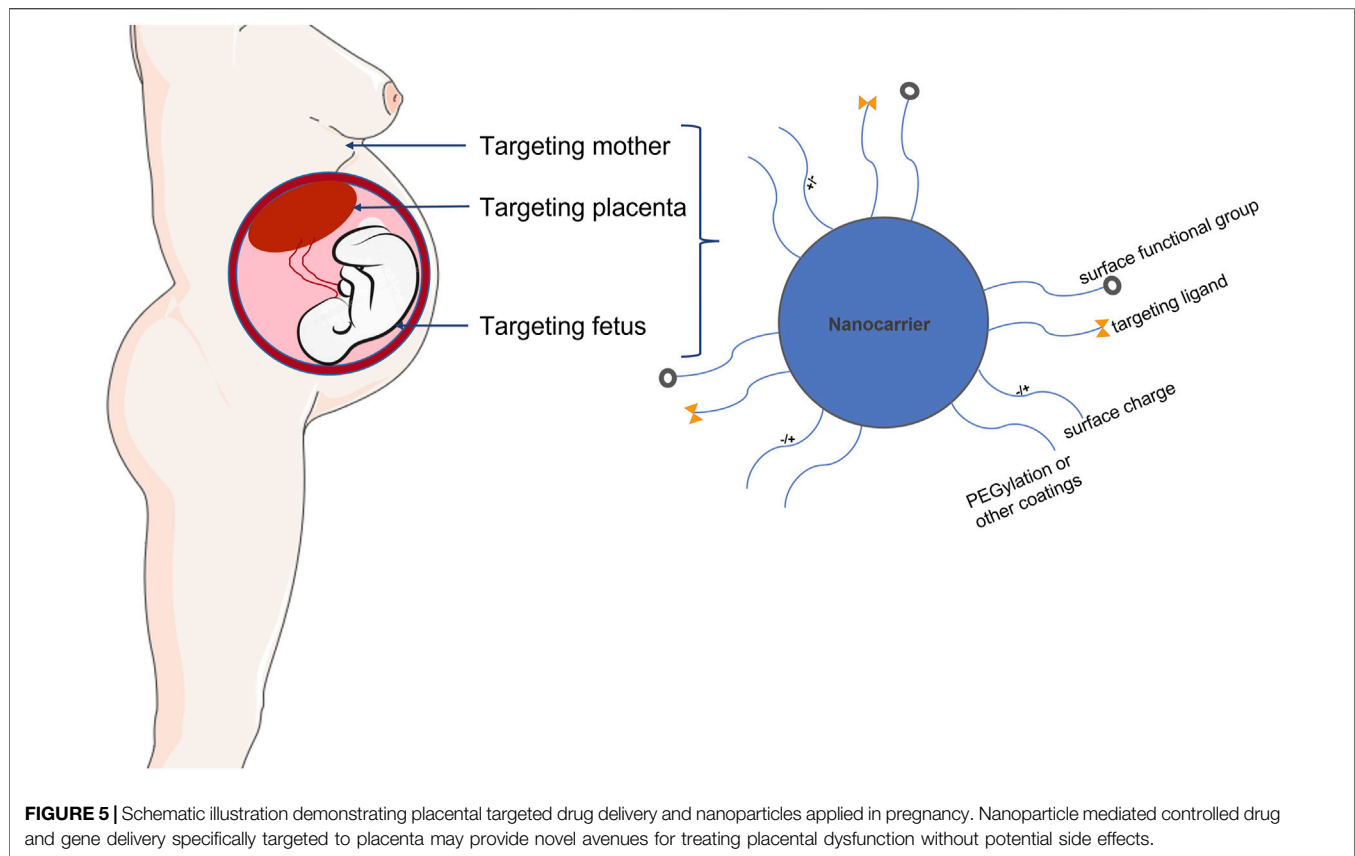 Targeting mother
Targeting placenta
Targeting fetus
+/-
Nanocarrier
surface functional group
targeting ligand
-/+
surface charge
-/+
PEGylation or
other coatings
FIGURE 5 | Schematic illustration demonstrating placental targeted drug delivery and nanoparticles applied in pregnancy. Nanoparticle mediated controlled drug
and gene delivery specifically targeted to placenta may provide novel avenues for treating placental dysfunction without potential side effects.